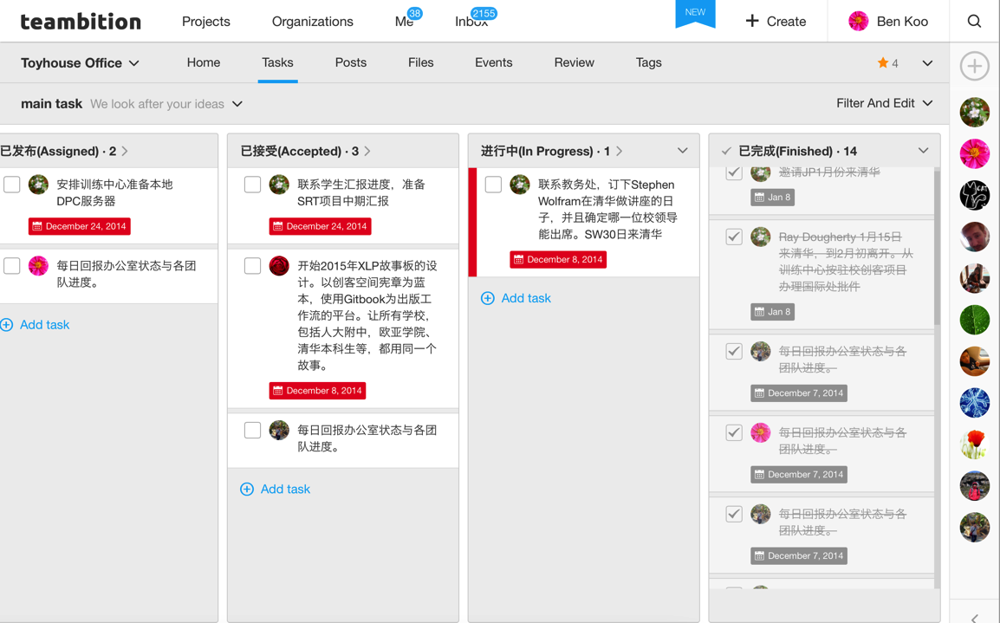 teambition
Projects
Organizations
Me
38
Inbox
2155
NEW
Create
Ben Koo
Toyhouse Office
Home
Tasks
Posts
Files
Events
Review
Tags
4
main task
We look after your ideas
Filter And Edit
已发布(Assigned) · 2
安排训练中心准备本地
DPC服务器
December 24, 2014
每日回报办公室状态与各团
队进度。
Add task
已接受(Accepted) · 3
联系学生汇报进度，准备
SRT项目中期汇报
December 24, 2014
开始2015年XLP故事板的设
计。以创客空间宪章为蓝
本，使用Gitbook为出版工
作流的平台。让所有学校，
包括人大附中，欧亚学院、
清华本科生等，都用同一个
故事。
December 8, 2014
每日回报办公室状态与各团
队进度。
Add task
进行中(In Progress) · 1
联系教务处，订下Stephen
Wolfram在清华做讲座的日
子，并且确定哪一位校领导
能出席。SW30日来清华
December 8, 2014
Add task
已完成(Finished) · 14
邀请JP1月份来清华
Jan 8
Ray Dougherty 1月15日
来清华，到2月初离开。从
训练中心按驻校创客项目
办理国际处批件
Jan 8
每日回报办公室状态与各
团队进度。
December 7, 2014
每日回报办公室状态与各
团队进度。
December 7, 2014
每日回报办公室状态与各
团队进度。
December 7, 2014